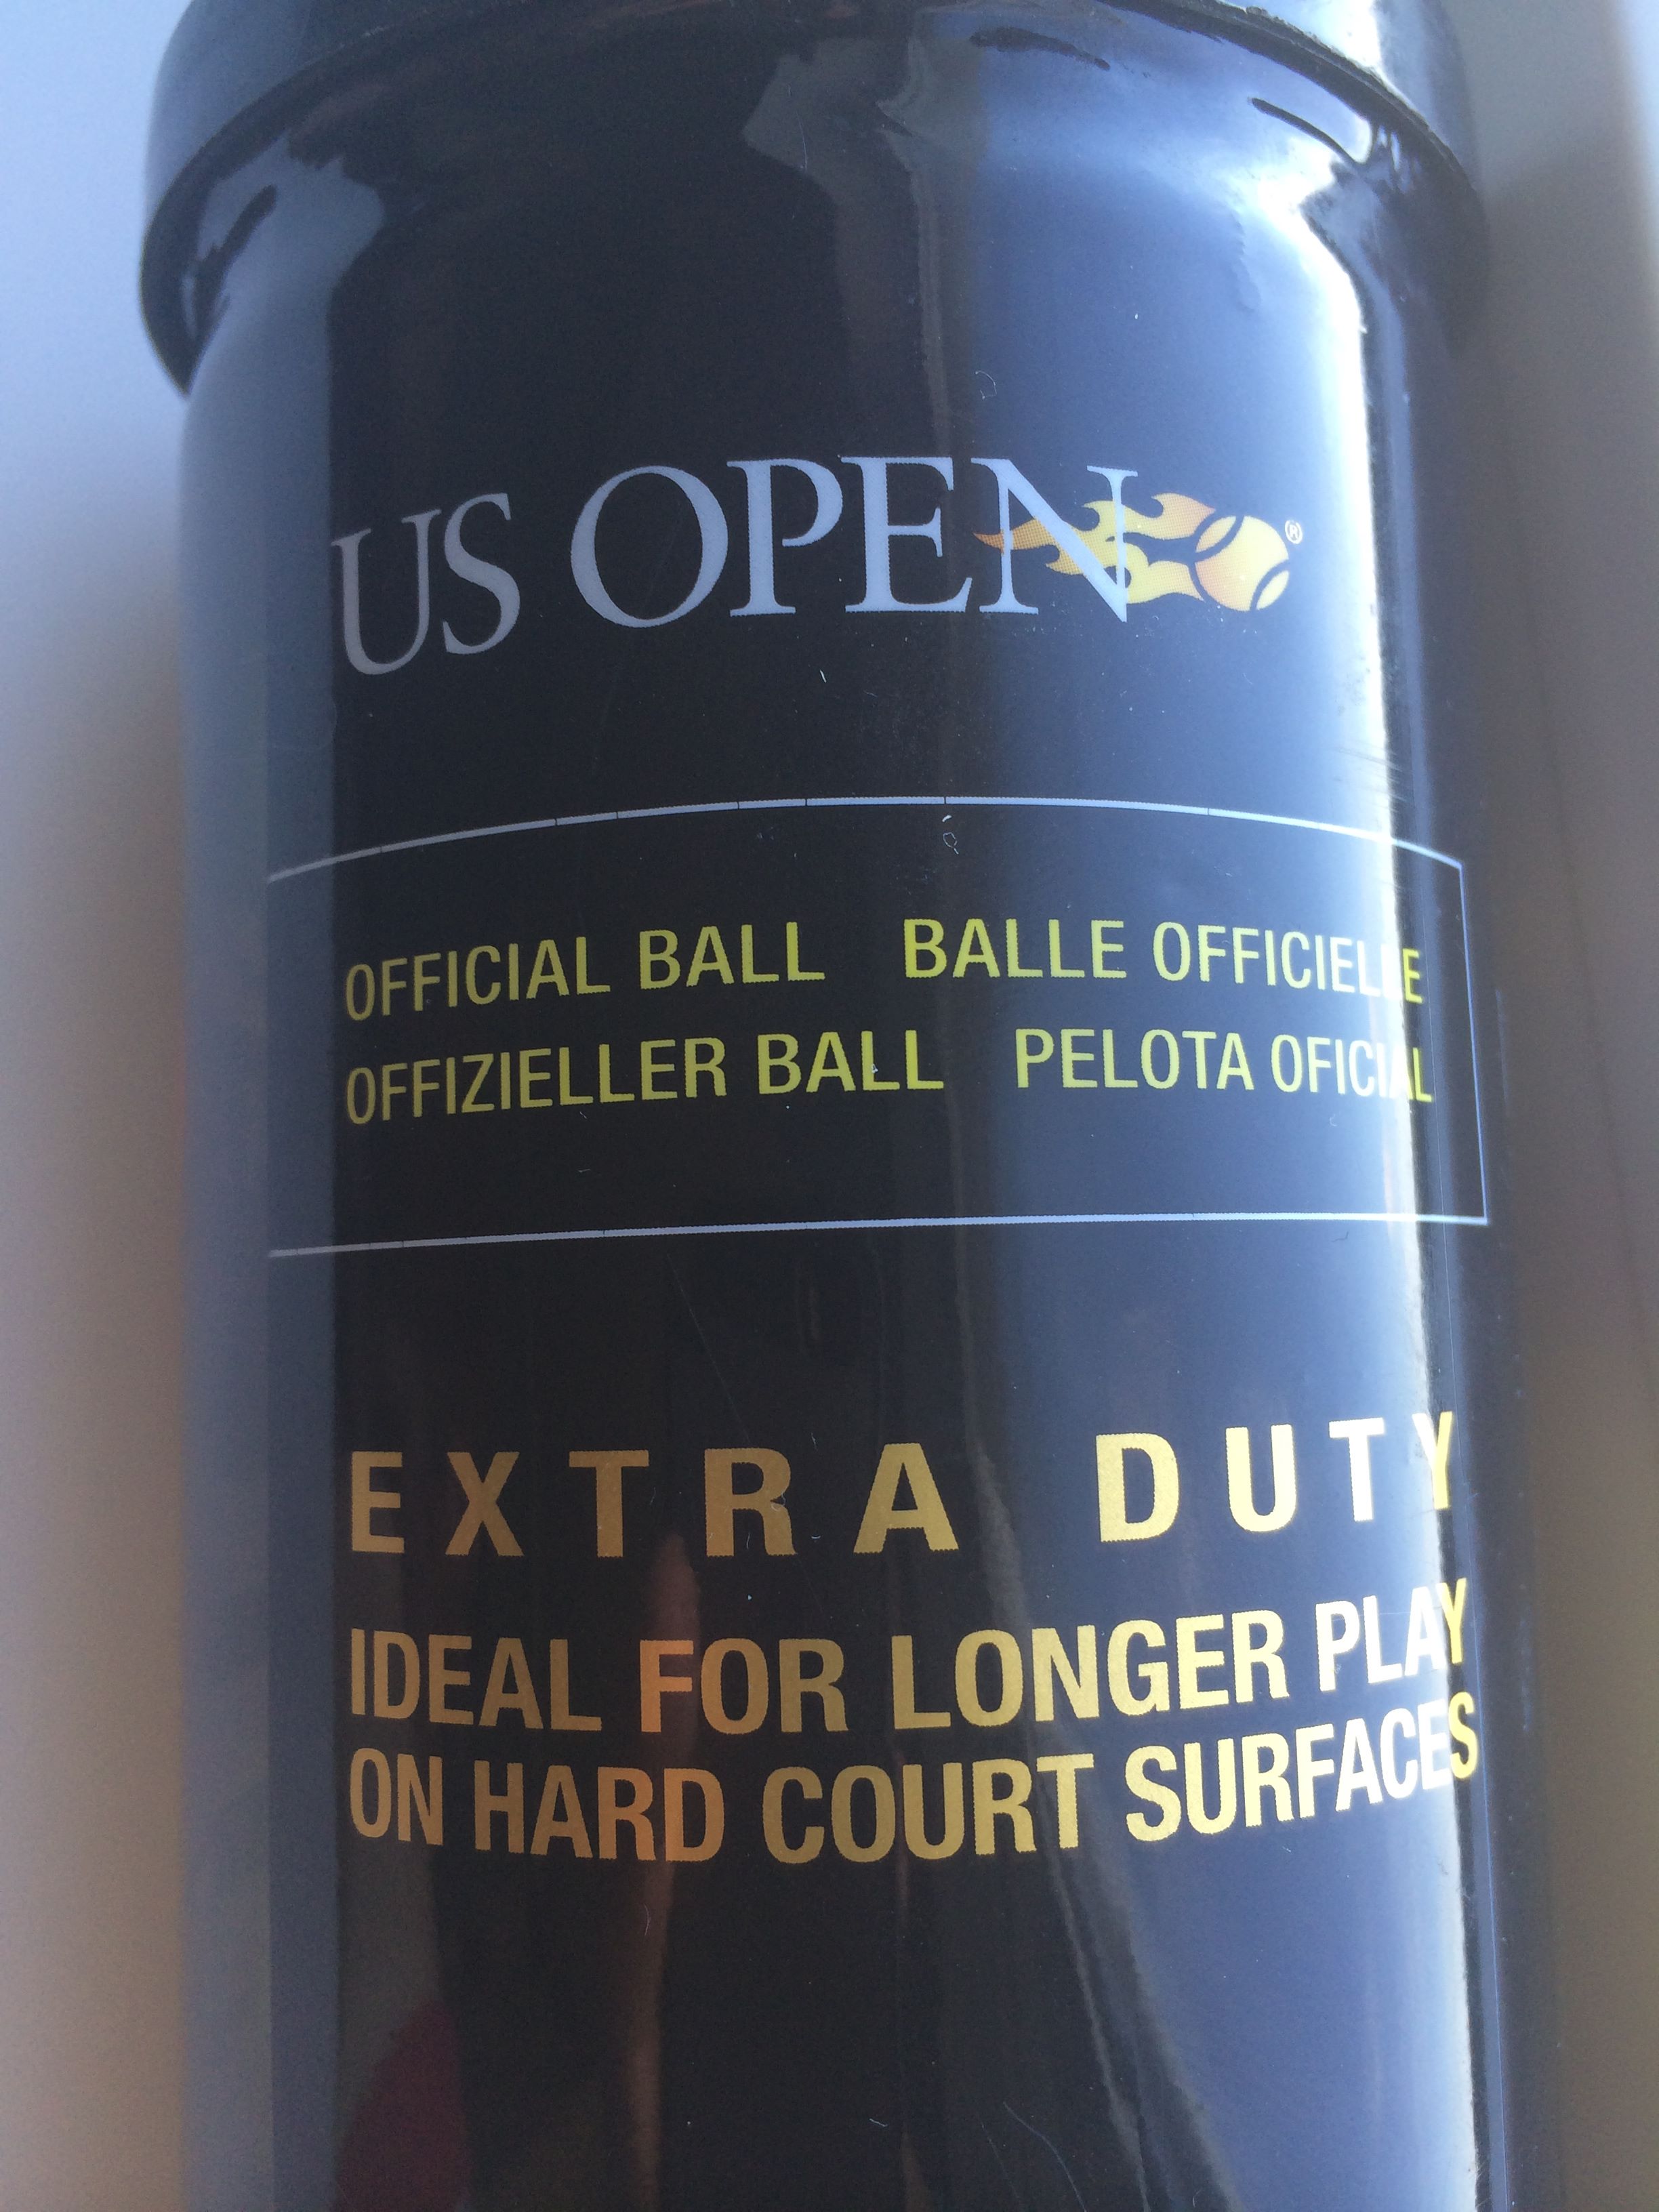 US OPEN ®
OFFICIAL BALL BALLE OFFICIELLE
OFFIZIELLER BALL PELOTA OFICIAL
EXTRA DUTY
IDEAL FOR LONGER PLAY
ON HARD COURT SURFACES